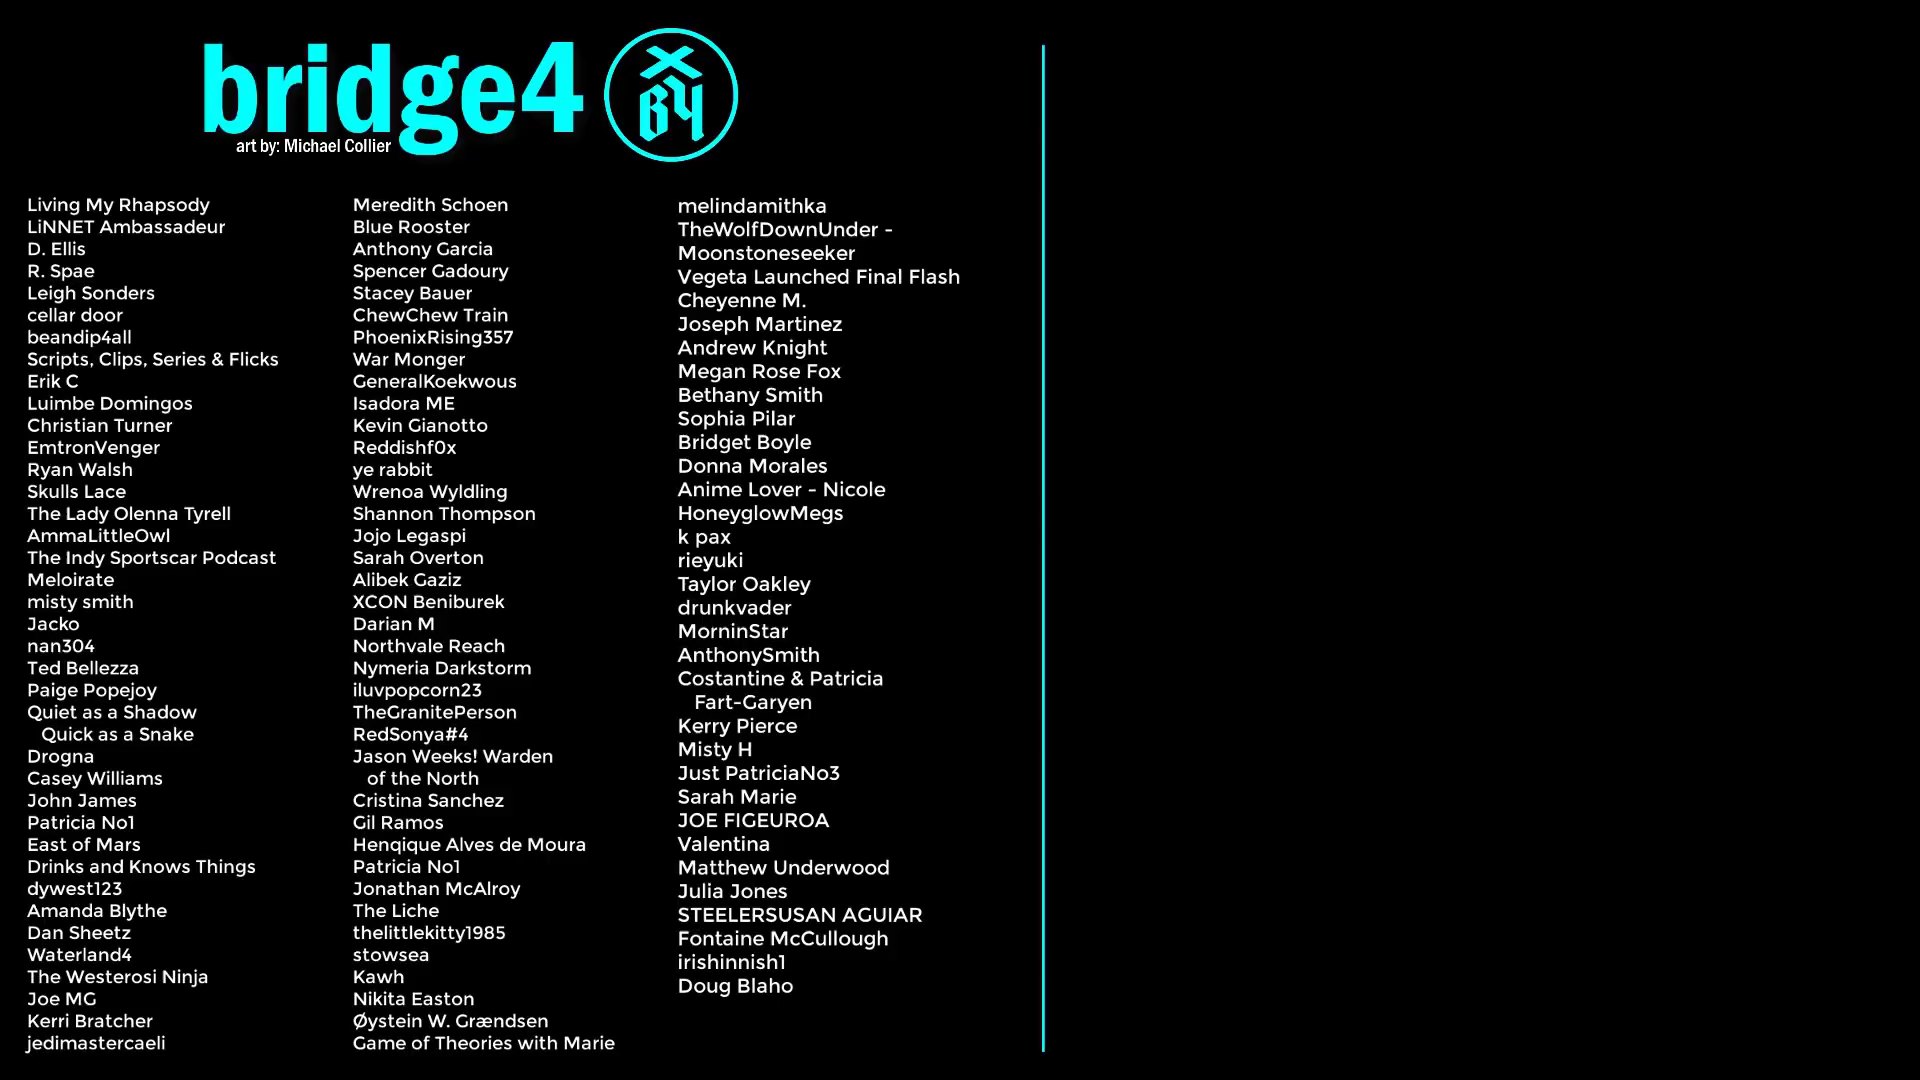 bridge4
art by: Michael Collier
B4
Living My Rhapsody
LiNNET Ambassadeur
D. Ellis
R. Spae
Leigh Sonders
cellar door
beandip4all
Scripts, Clips, Series & Flicks
Erik C
Luimbe Domingos
Christian Turner
EmtronVenger
Ryan Walsh
Skulls Lace
The Lady Olenna Tyrell
AmmaLittleOwl
The Indy Sportscar Podcast
Meloirate
misty smith
Jacko
nan304
Ted Bellezza
Paige Popejoy
Quiet as a Shadow
Quick as a Snake
Drogna
Casey Williams
John James
Patricia No1
East of Mars
Drinks and Knows Things
dywest123
Amanda Blythe
Dan Sheetz
Waterland4
The Westerosi Ninja
Joe MG
Kerri Bratcher
jedimastercaeli
Meredith Schoen
Blue Rooster
Anthony Garcia
Spencer Gadoury
Stacey Bauer
ChewChew Train
PhoenixRising357
War Monger
GeneralKoekwous
Isadora ME
Kevin Gianotto
Reddishf0x
ye rabbit
Wrenoa Wyldling
Shannon Thompson
Jojo Legaspi
Sarah Overton
Alibek Gaziz
XCON Beniburek
Darian M
Northvale Reach
Nymeria Darkstorm
iluvpopcorn23
TheGranitePerson
RedSonya#4
Jason Weeks! Warden
of the North
Cristina Sanchez
Gil Ramos
Henqique Alves de Moura
Patricia No1
Jonathan McAlroy
The Liche
thelittlekitty1985
stowsea
Kawh
Nikita Easton
Øystein W. Grændsen
Game of Theories with Marie
melindamithka
TheWolfDownUnder -
Moonstoneseeker
Vegeta Launched Final Flash
Cheyenne M.
Joseph Martinez
Andrew Knight
Megan Rose Fox
Bethany Smith
Sophia Pilar
Bridget Boyle
Donna Morales
Anime Lover - Nicole
HoneyglowMegs
k pax
rieyuki
Taylor Oakley
drunkvader
MorninStar
AnthonySmith
Costantine & Patricia
Fart-Garyen
Kerry Pierce
Misty H
Just PatriciaNo3
Sarah Marie
JOE FIGEUROA
Valentina
Matthew Underwood
Julia Jones
STEELERSUSAN AGUIAR
Fontaine McCullough
irishinnish1
Doug Blaho